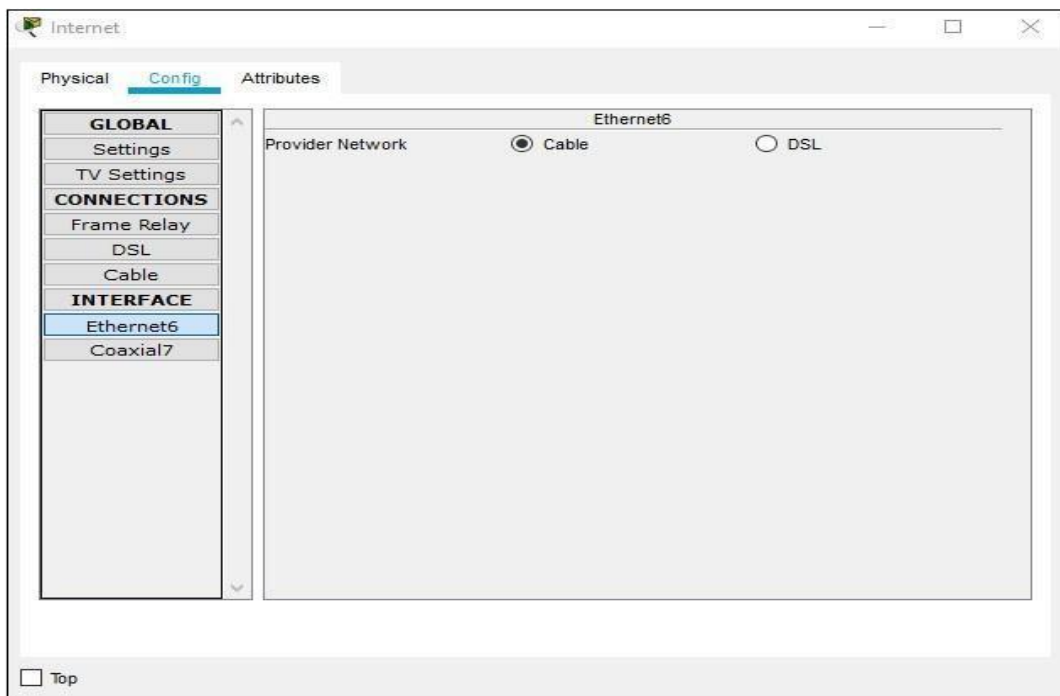 Internet
Physical Config Attributes
GLOBAL
Settings
TV Settings
CONNECTIONS
Frame Relay
DSL
Cable
INTERFACE
Ethernet6
Coaxial7
Ethernet6
Provider Network Cable DSL
Top